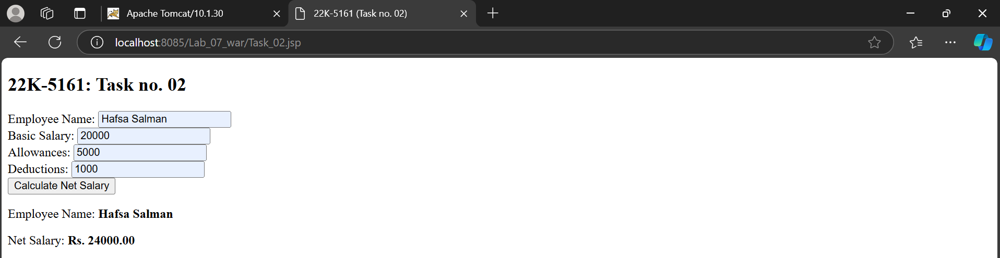 Apache Tomcat/10.1.30
22K-5161 (Task no. 02)
localhost:8085/Lab_07_war/Task_02.jsp
22K-5161: Task no. 02
Employee Name: Hafsa Salman
Basic Salary: 20000
Allowances: 5000
Deductions: 1000
Calculate Net Salary
Employee Name: Hafsa Salman
Net Salary: Rs. 24000.00